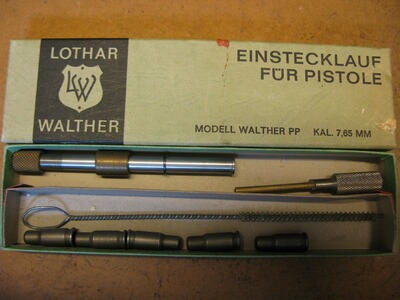 LOTHAR
LW
WALTHER
EINSTECKLAUF
FÜR PISTOLE
MODELL WALTHER PP KAL. 7,65 MM